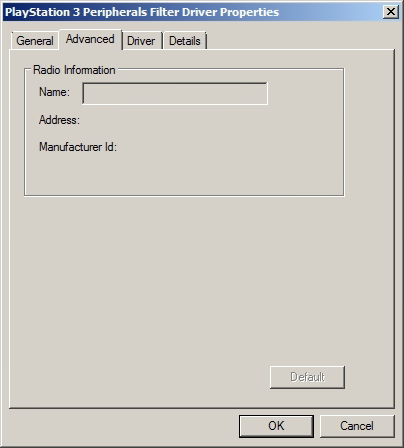 PlayStation 3 Peripherals Filter Driver Properties
General Advanced Driver Details
Radio Information
Name:
Address:
Manufacturer Id:
Default
OK Cancel